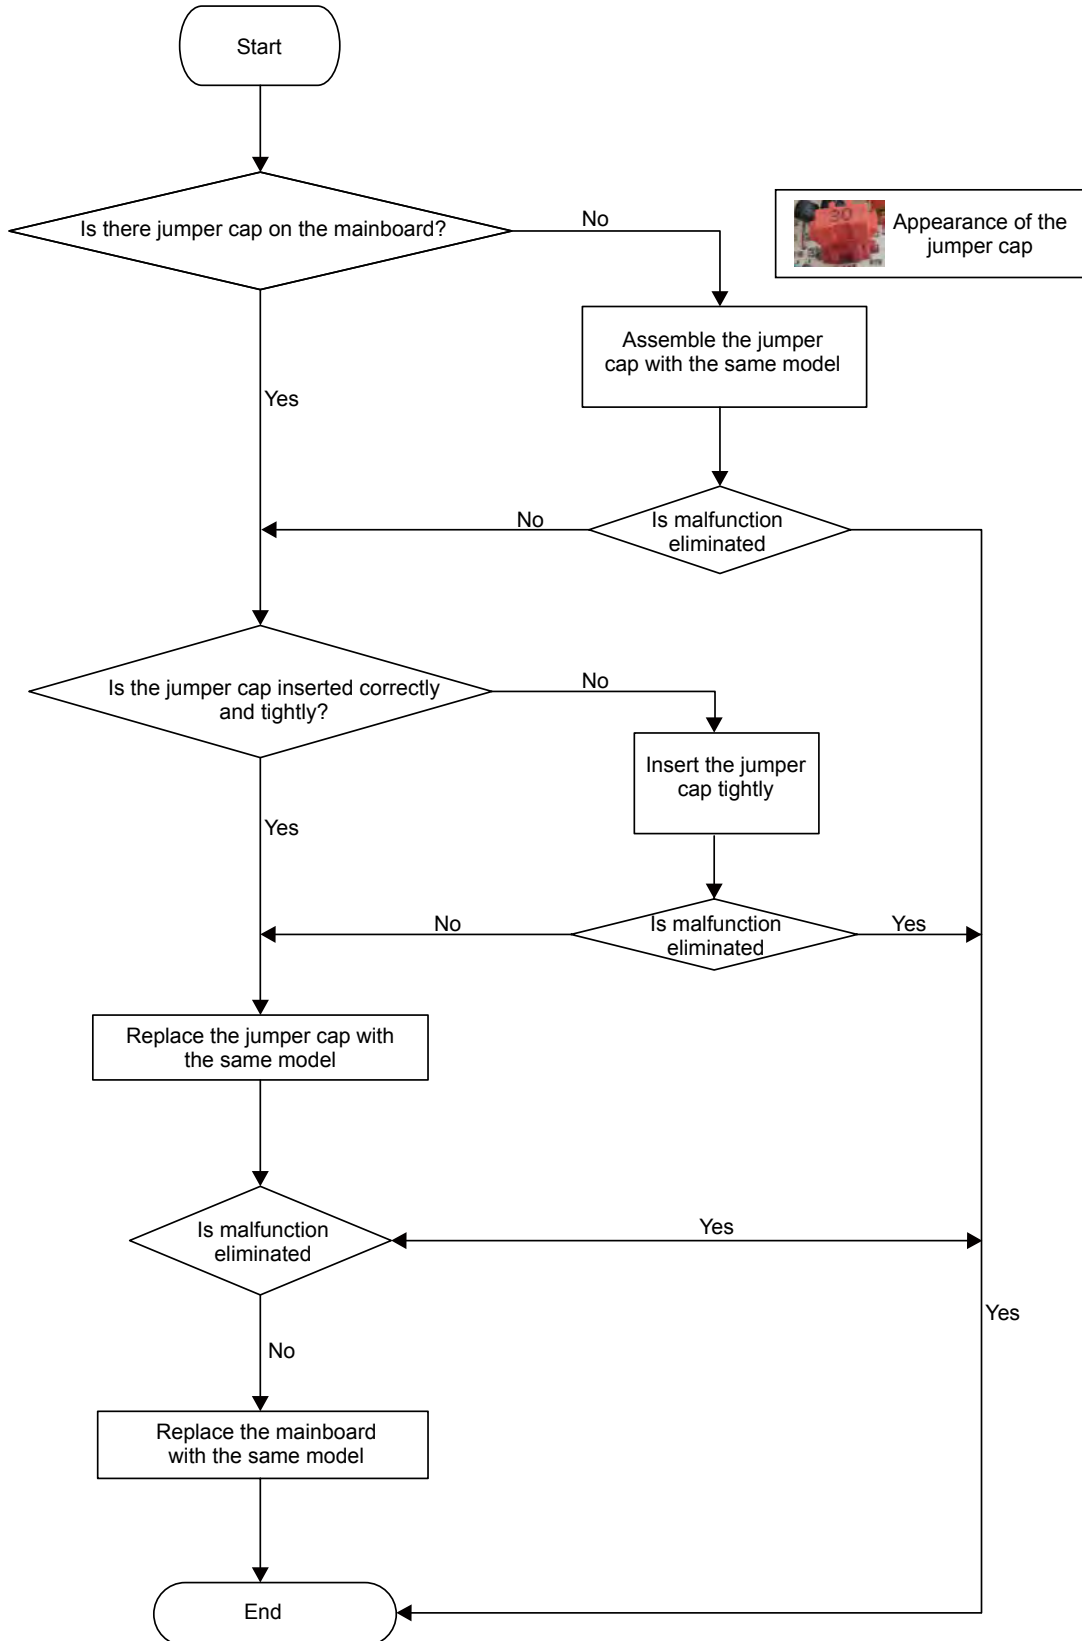 Start
Is there jumper cap on the mainboard?
No
30
Appearance of the
jumper cap
Assemble the jumper
cap with the same model
Yes
No
Is malfunction
eliminated
Is the jumper cap inserted correctly
and tightly?
No
Insert the jumper
cap tightly
Yes
No
Is malfunction
eliminated
Yes
Replace the jumper cap with
the same model
Is malfunction
eliminated
Yes
Yes
No
Replace the mainboard
with the same model
End